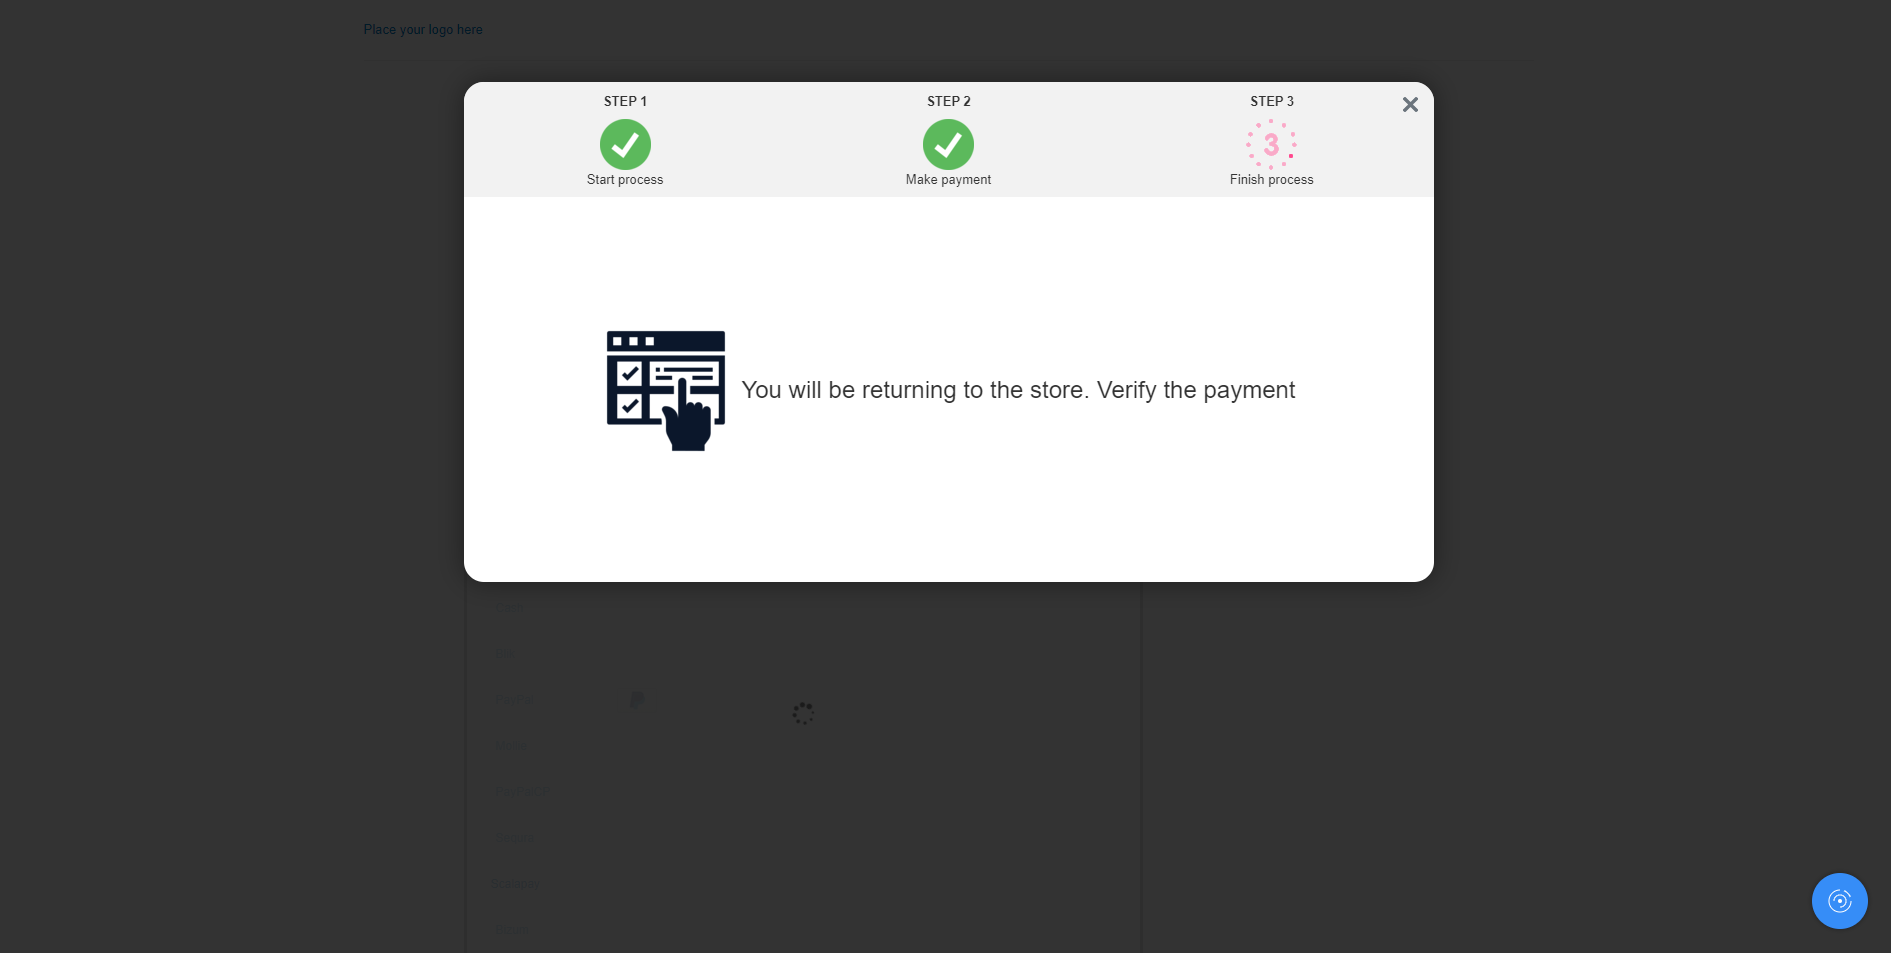 Place your logo here
STEP 1
STEP 2
STEP 3
3
Start process
Make payment
Finish process
You will be returning to the store. Verify the payment